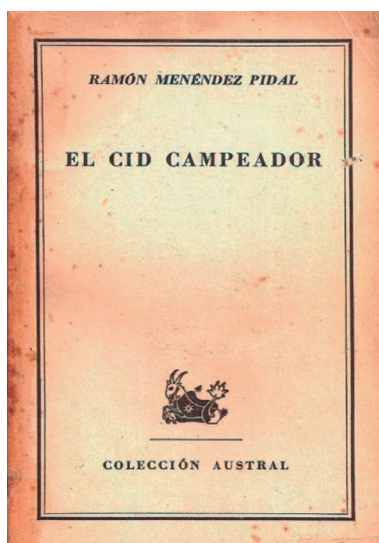 RAMÓN MENÉNDEZ PIDAL
EL CID CAMPEADOR
COLECCIÓN AUSTRAL